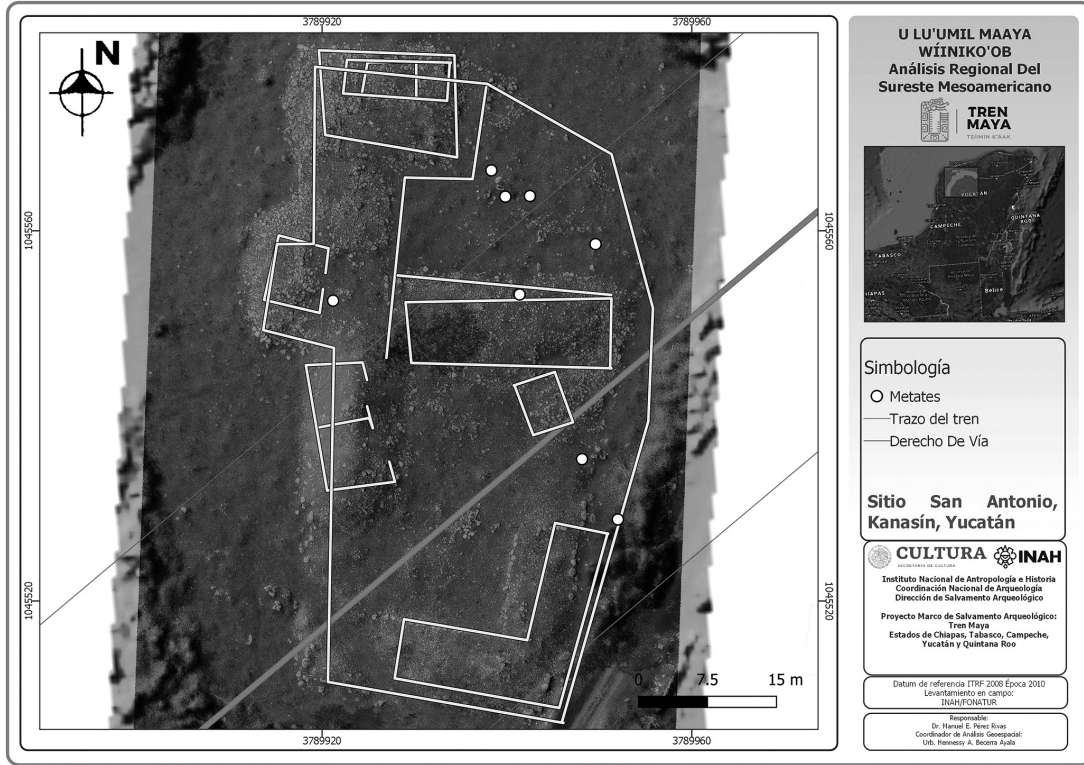 3789920
3789960
N
1045560
1045560
1045520
1045520
0 7.5 15 m
3789920
3789960
U LU'UMIL MAAYA
WÍINIKO'OB
Análisis Regional Del
Sureste Mesoamericano
TREN
MAYA
TSÍIMIN K'ÁAK
YUCATÁN
QUINTANA
ROO
CAMPECHE
TABASCO
Belice
Simbología
Metates
Trazo del tren
Derecho De Vía
Sitio San Antonio,
Kanasín, Yucatán
CULTURA
SECRETARÍA DE CULTURA
INAH
Instituto Nacional de Antropología e Historia
Coordinación Nacional de Arqueología
Dirección de Salvamento Arqueológico
Proyecto Marco de Salvamento Arqueológico:
Tren Maya
Estados de Chiapas, Tabasco, Campeche,
Yucatán y Quintana Roo
Datum de referencia ITRF 2008 Época 2010
Levantamiento en campo:
INAH/FONATUR
Responsable:
Dr. Manuel E. Pérez Rivas
Coordinador de Análisis Geoespacial:
Urb. Hennessy A. Becerra Ayala